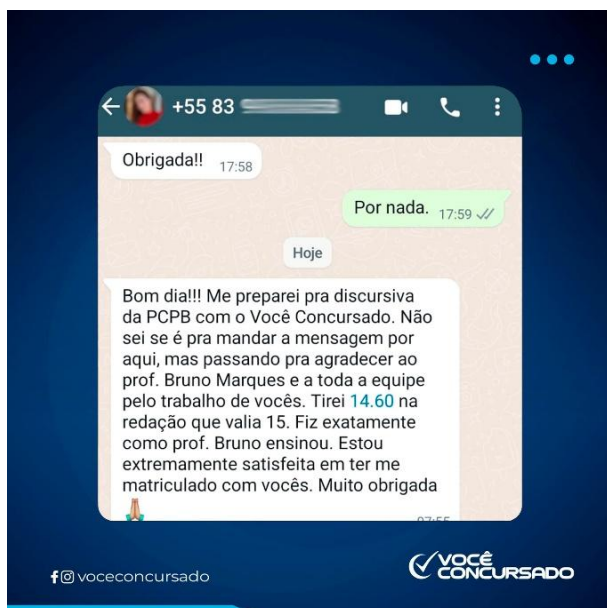 +55 83
Obrigada!! 17:58
Por nada. 17:59
Hoje
Bom dia!!! Me preparei pra discursiva
da PCPB com o Você Concursado. Não
sei se é pra mandar a mensagem por
aqui, mas passando pra agradecer ao
prof. Bruno Marques e a toda a equipe
pelo trabalho de vocês. Tirei 14.60 na
redação que valia 15. Fiz exatamente
como prof. Bruno ensinou. Estou
extremamente satisfeita em ter me
matriculado com vocês. Muito obrigada
voceconcursado
VOCÊ
CONCURSADO